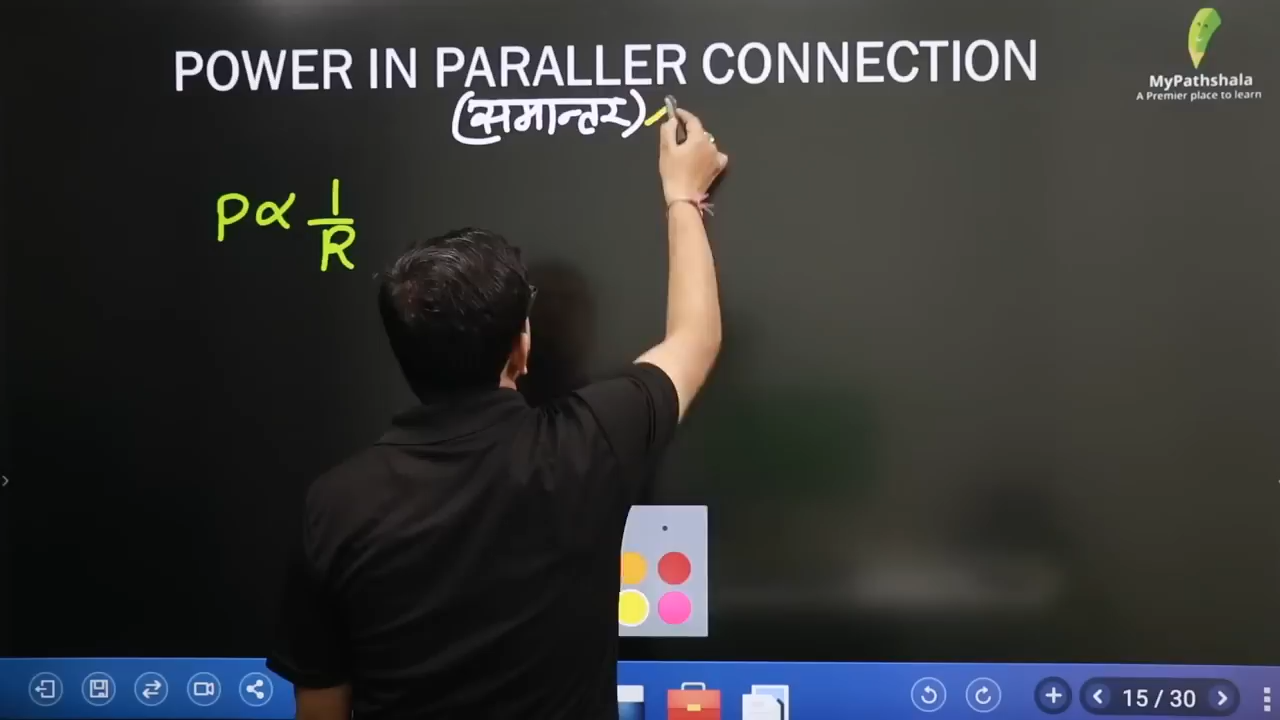 POWER IN PARALLER CONNECTION
MyPathshala
A Premier place to learn
(समान्तर)
P∝ 1/R
15 / 30